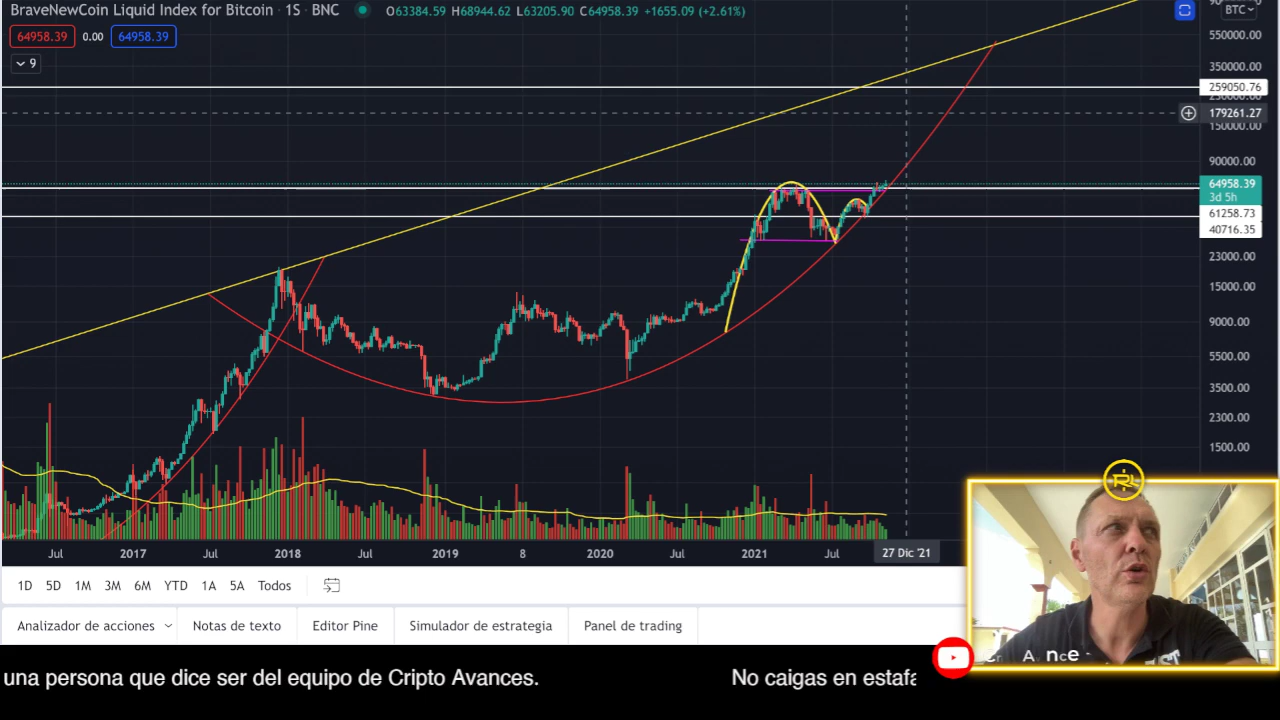 BraveNewCoin Liquid Index for Bitcoin · 1S · BNC O63384.59 H68944.62 L63205.90 C64958.39 +1655.09 (+2.61%)
BTC
64958.39 0.00 64958.39
9
550000.00
350000.00
259050.76
179261.27
150000.00
90000.00
64958.39
3d 5h
61258.73
40716.35
23000.00
15000.00
9000.00
5500.00
3500.00
2300.00
1500.00
Jul 2017 Jul 2018 Jul 2019 8 2020 Jul 2021 Jul 27 Dic '21
1D 5D 1M 3M 6M YTD 1A 5A Todos
Analizador de acciones Notas de texto Editor Pine Simulador de estrategia Panel de trading
una persona que dice ser del equipo de Cripto Avances. No caigas en estafa